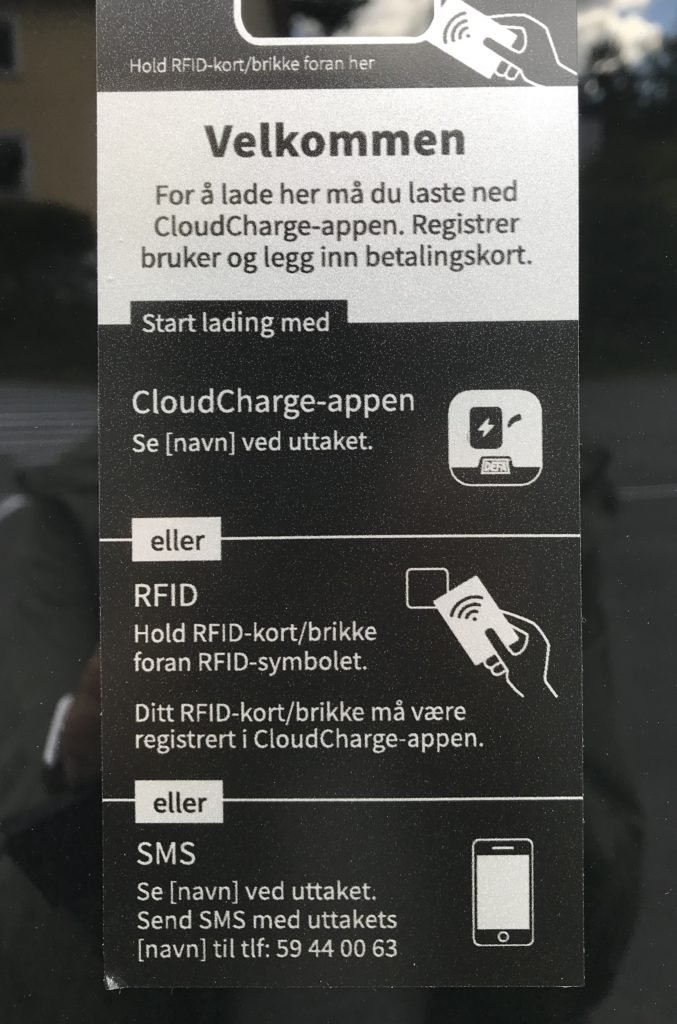 Hold RFID-kort/brikke foran her
Velkommen
For å lade her må du laste ned
CloudCharge-appen. Registrer
bruker og legg inn betalingskort.
Start lading med
CloudCharge-appen
Se [navn] ved uttaket.
DEFA
eller
RFID
Hold RFID-kort/brikke
foran RFID-symbolet.
Ditt RFID-kort/brikke må være
registrert i CloudCharge-appen.
eller
SMS
Se [navn] ved uttaket.
Send SMS med uttakets
[navn] til tlf: 59 44 00 63